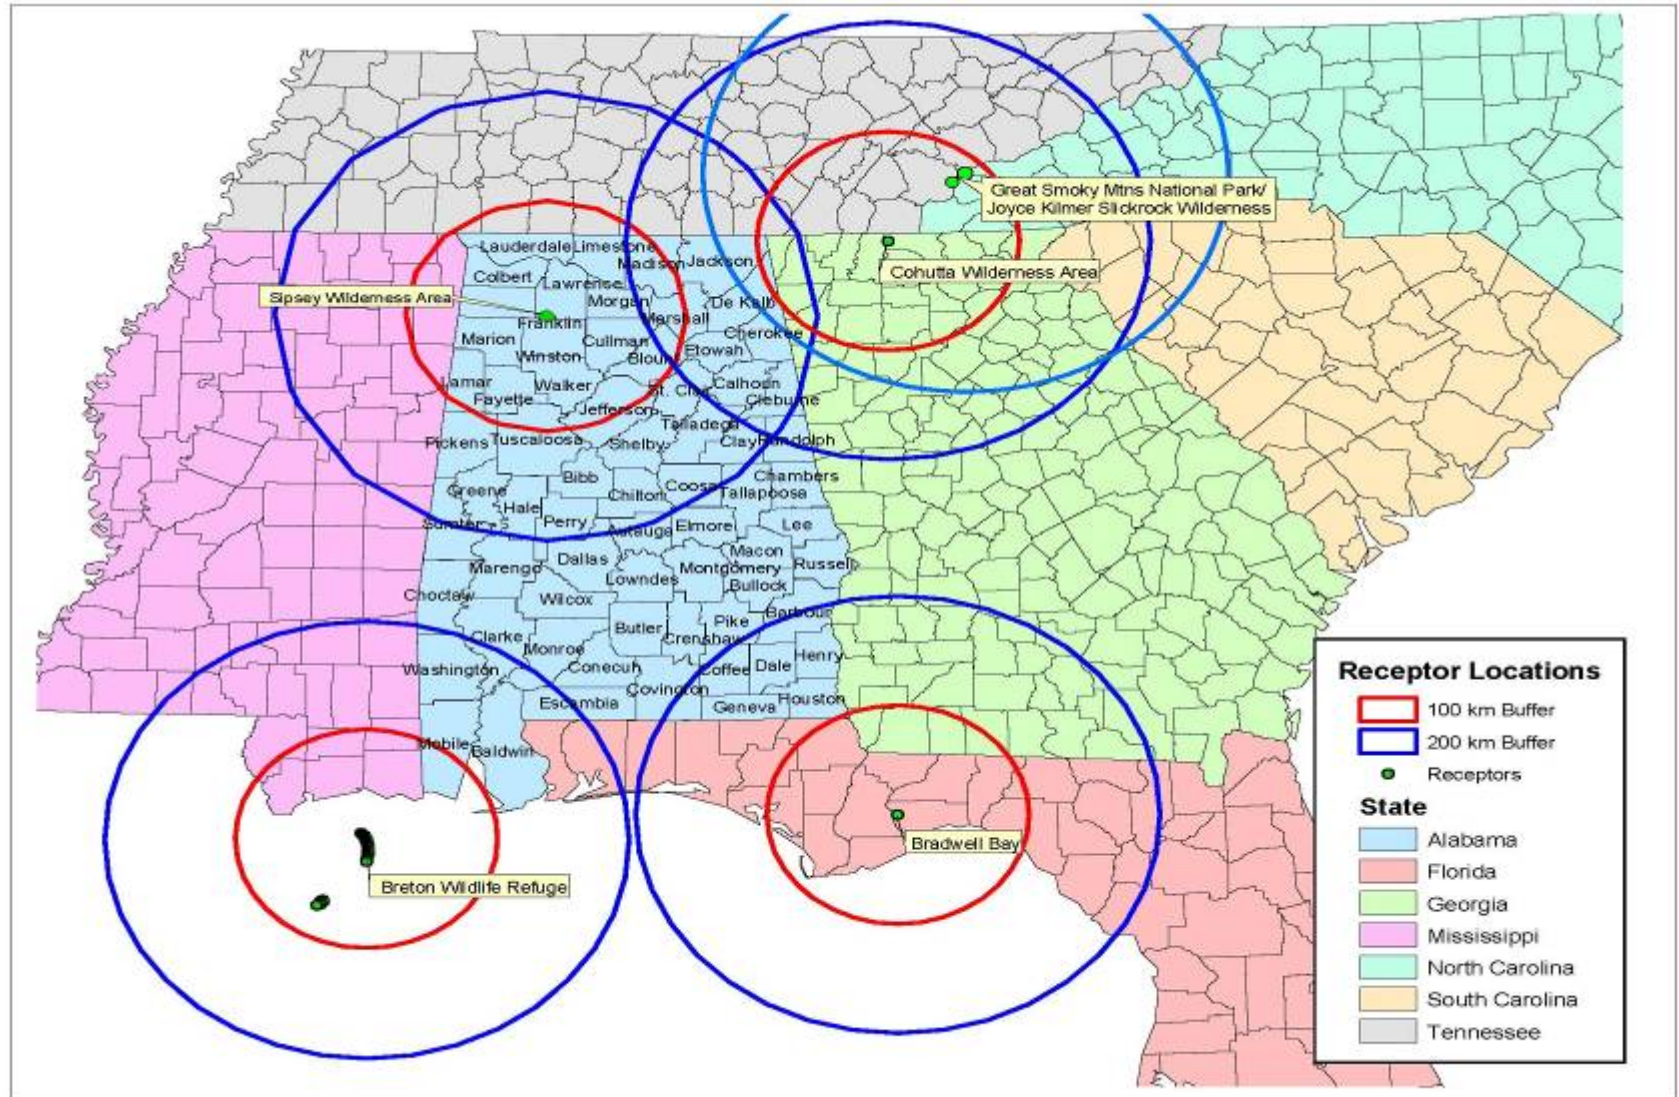 Great Smoky Mtns National Park/
Joyce Kilmer Slickrock Wilderness
Lauderdale Limestone
Madison Jackson
Cohutta Wilderness Area
Colbert Lawrense
Sipsey Wilderness Area
Morgan De Kalb
Franklin Marshall
Marion Cullman Cherokee
Winston Blount Etowah
Lamar Walker St. Clair Calhoun
Fayette Jefferson Cleburne
Talladega
Pickens Tuscaloosa Shelby Clay Randolph
Bibb Chambers
Greene Chilton Coosa Tallapoosa
Hale
Sumter Perry Autauga Elmore Lee
Dallas Macon
Marengo Lowndes Montgomery Russell
Bullock
Choctaw Wilcox
Butler Pike Barbour
Clarke Crenshaw
Monroe Henry
Washington Conecuh Coffee Dale
Covington
Escambia Geneva Houston
Mobile Baldwin
Bradwell Bay
Breton Wildlife Refuge
Receptor Locations
100 km Buffer
200 km Buffer
Receptors
State
Alabama
Florida
Georgia
Mississippi
North Carolina
South Carolina
Tennessee